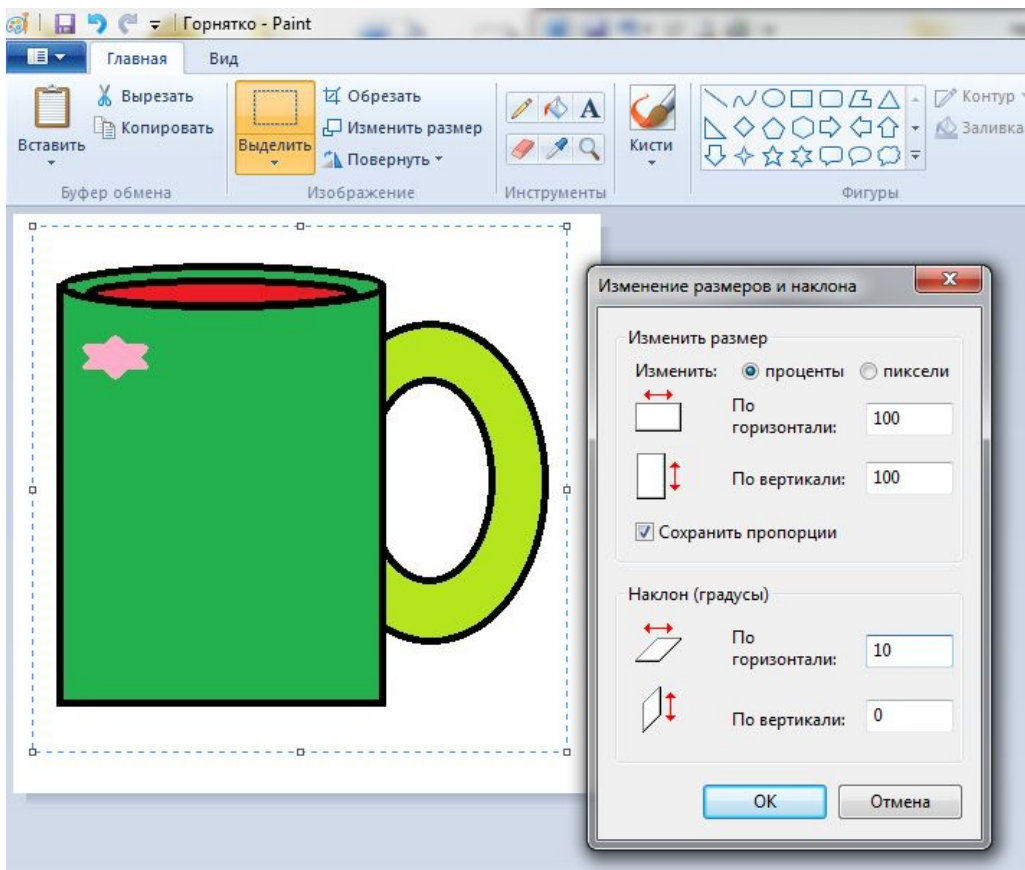 Горнятко - Paint
Главная Вид
Вставить
Вырезать
Копировать
Буфер обмена
Выделить
Обрезать
Изменить размер
Повернуть
Изображение
A
Инструменты
Кисти
Контур
Заливка
Фигуры
Изменение размеров и наклона
Изменить размер
Изменить: проценты пиксели
По
горизонтали: 100
По вертикали: 100
Сохранить пропорции
Наклон (градусы)
По
горизонтали: 10
По вертикали: 0
ОК Отмена